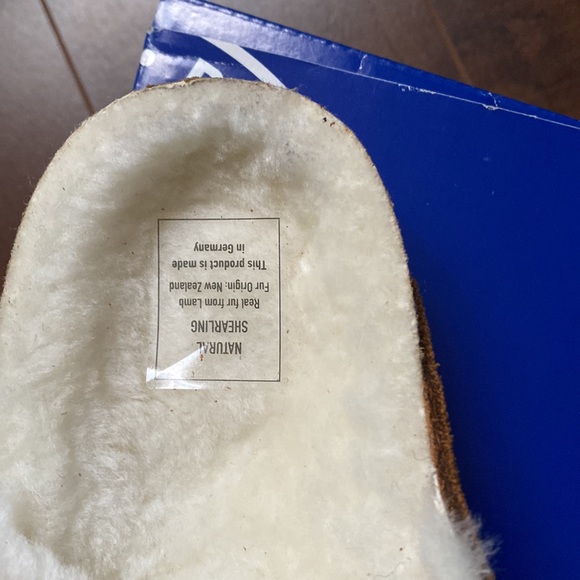 NATURAL
SHEARLING
Real fur from Lamb
Fur Origin: New Zealand
This product is made
in Germany